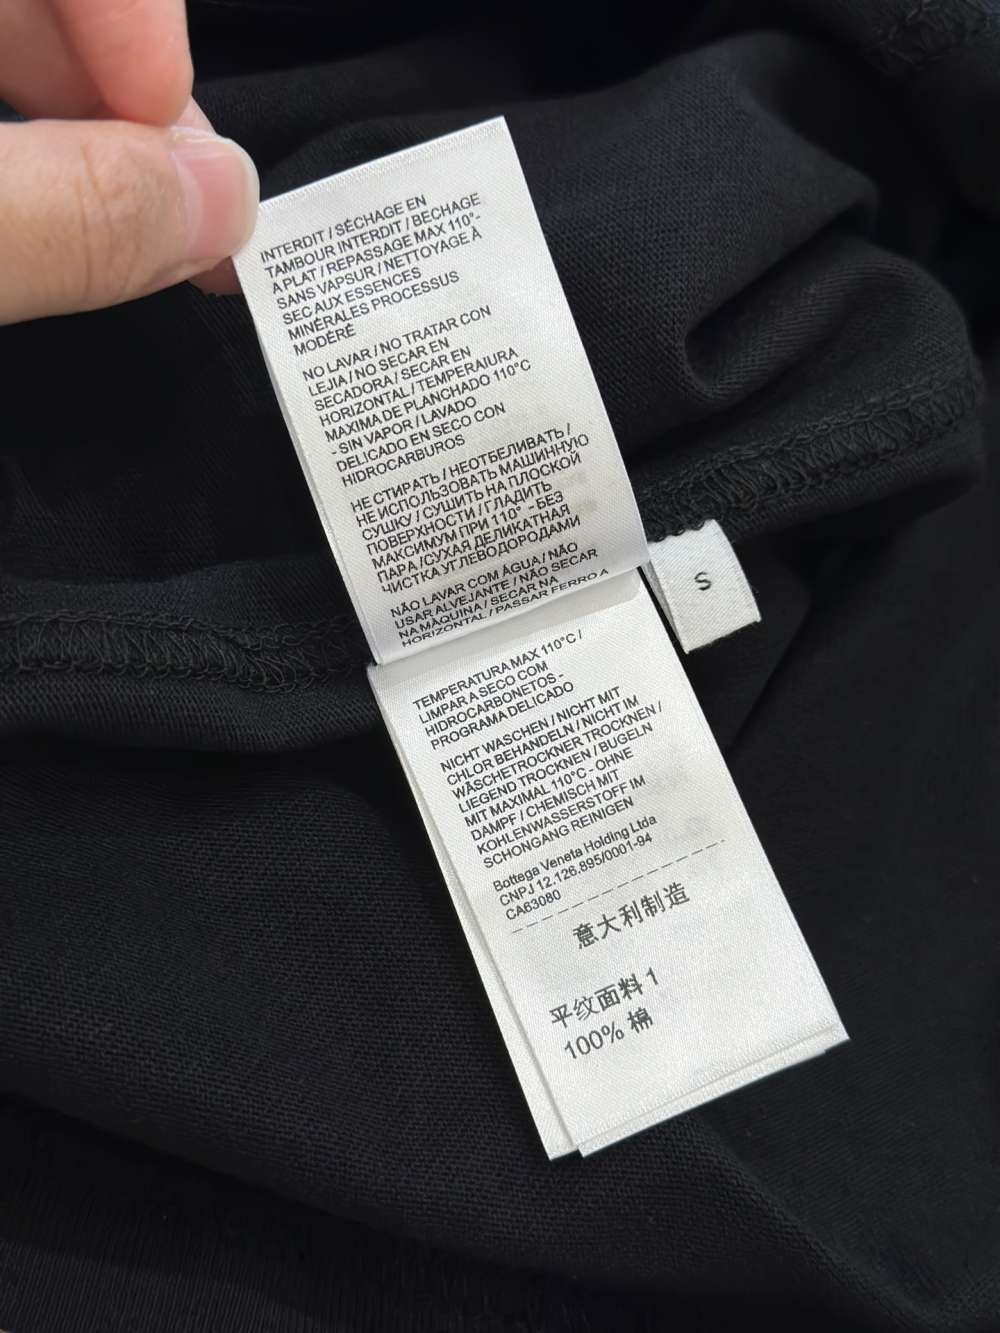 INTERDIT / SÉCHAGE EN
TAMBOUR INTERDIT / BECHAGE
À PLAT / REPASSAGE MAX 110°-
SANS VAPSUR / NETTOYAGE À
SEC AUX ESSENCES
MINÉRALES PROCESSUS
MODÉRÉ
NO LAVAR / NO TRATAR CON
LEJIA / NO SECAR EN
SECADORA / SECAR EN
HORIZONTAL / TEMPERAIURA
MAXIMA DE PLANCHADO 110°C
- SIN VAPOR / LAVADO
DELICADO EN SECO CON
HIDROCARBUROS
НЕ СТИРАТЬ / НЕОТБЕЛИВАТЬ /
НЕ ИСПОЛЬЗОВАТЬ МАШИННУЮ
СУШКУ / СУШИТЬ НА ПЛОСКОЙ
ПОВЕРХНОСТИ / ГЛАДИТЬ
МАКСИМУМ ПРИ 110° - БЕЗ
ПАРА / СУХАЯ ДЕЛИКАТНАЯ
ЧИСТКА УГЛЕВОДОРОДАМИ
NÃO LAVAR COM ÁGUA / NÃO
USAR ALVEJANTE / NÃO SECAR
NA MÁQUINA / SECAR NA
HORIZONTAL / PASSAR FERRO A
TEMPERATURA MAX 110°C /
LIMPAR A SECO COM
HIDROCARBONETOS -
PROGRAMA DELICADO
NICHT WASCHEN / NICHT MIT
CHLOR BEHANDELN / NICHT IM
WÄSCHETROCKNER TROCKNEN /
LIEGEND TROCKNEN / BUGELN
MIT MAXIMAL 110°C - OHNE
DAMPF / CHEMISCH MIT
KOHLENWASSERSTOFF IM
SCHONGANG REINIGEN
Bottega Veneta Holding Ltda
CNPJ 12.126.895/0001-94
CA63080
意大利制造
平纹面料 1
100% 棉
S